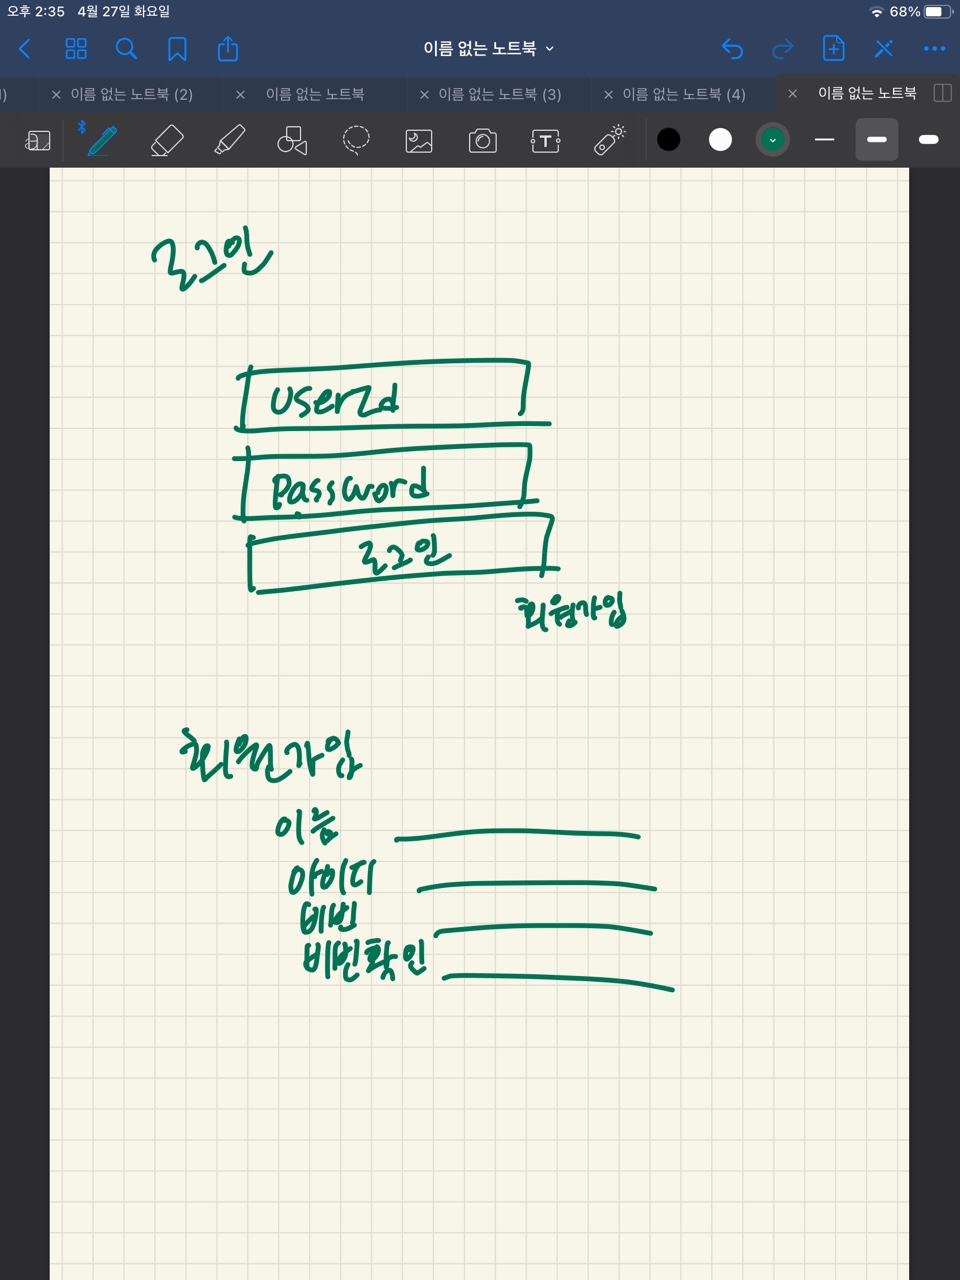 오후 2:35 4월 27일 화요일 68%
이름 없는 노트북
이름 없는 노트북 (2) 이름 없는 노트북 이름 없는 노트북 (3) 이름 없는 노트북 (4) 이름 없는 노트북
로그인
UserId
Password
로그인
회원가입
회원가입
이름
아이디
비번
비번확인